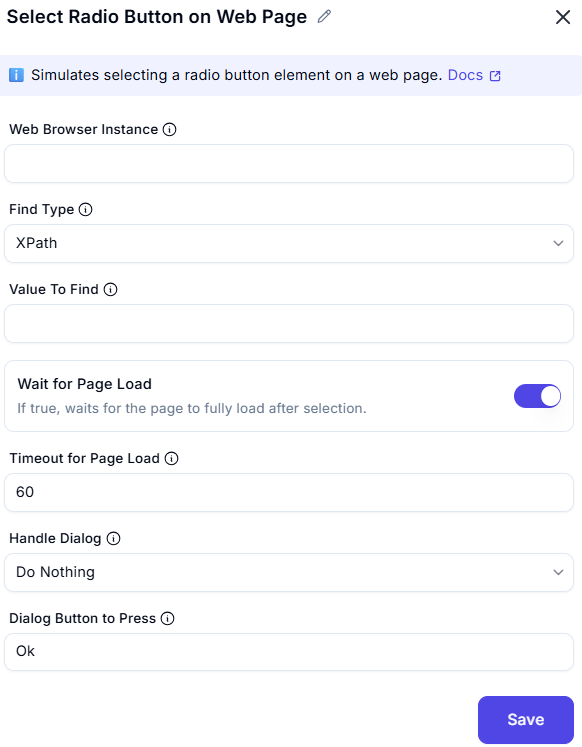 Select Radio Button on Web Page
Simulates selecting a radio button element on a web page. Docs
Web Browser Instance
Find Type
XPath
Value To Find
Wait for Page Load
If true, waits for the page to fully load after selection.
Timeout for Page Load
60
Handle Dialog
Do Nothing
Dialog Button to Press
Ok
Save